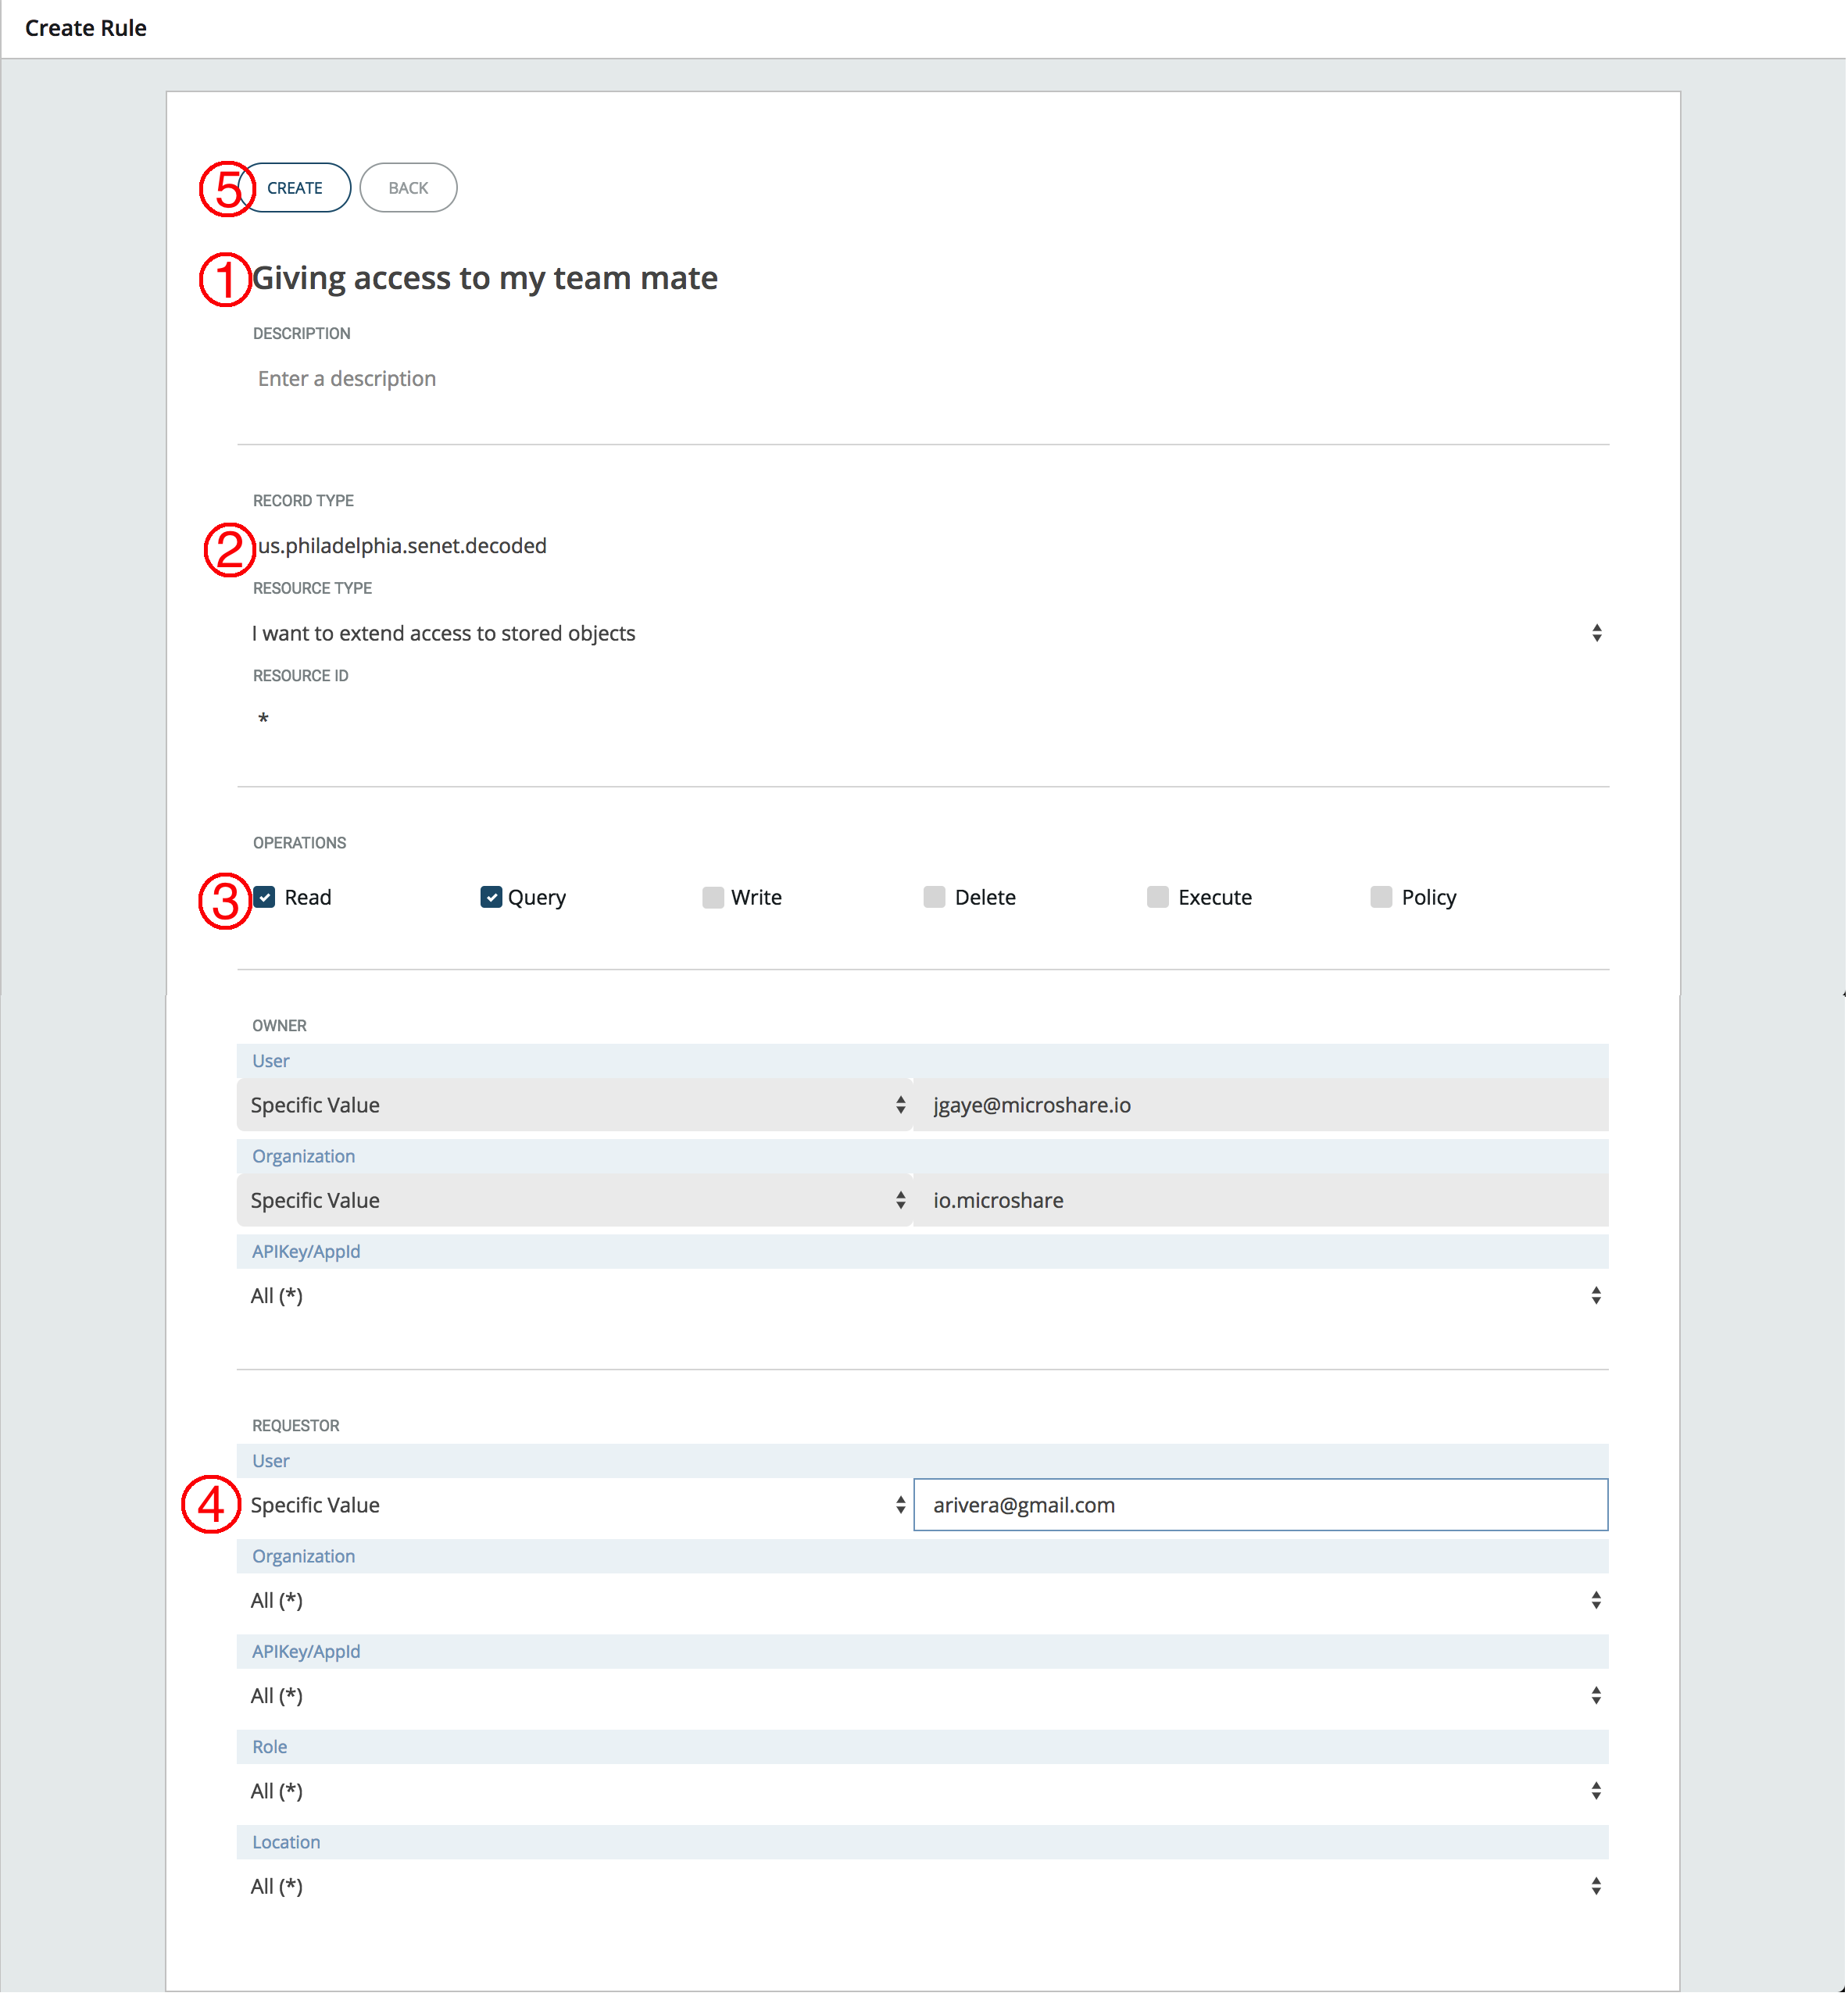 Create Rule
⑤ CREATE BACK
① Giving access to my team mate
DESCRIPTION
Enter a description
RECORD TYPE
② us.philadelphia.senet.decoded
RESOURCE TYPE
I want to extend access to stored objects
RESOURCE ID
*
OPERATIONS
③ Read Query Write Delete Execute Policy
OWNER
User
Specific Value jgaye@microshare.io
Organization
Specific Value io.microshare
APIKey/AppId
All (*)
REQUESTOR
User
④ Specific Value arivera@gmail.com
Organization
All (*)
APIKey/AppId
All (*)
Role
All (*)
Location
All (*)